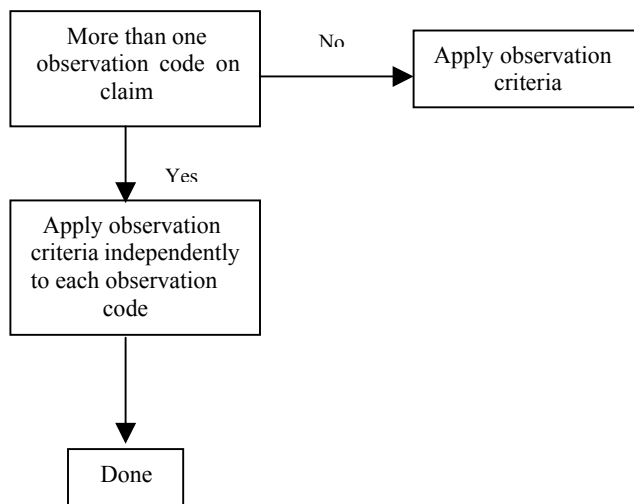 More than one
observation code on
claim
No
Apply observation
criteria
Yes
Apply observation
criteria independently
to each observation
code
Done